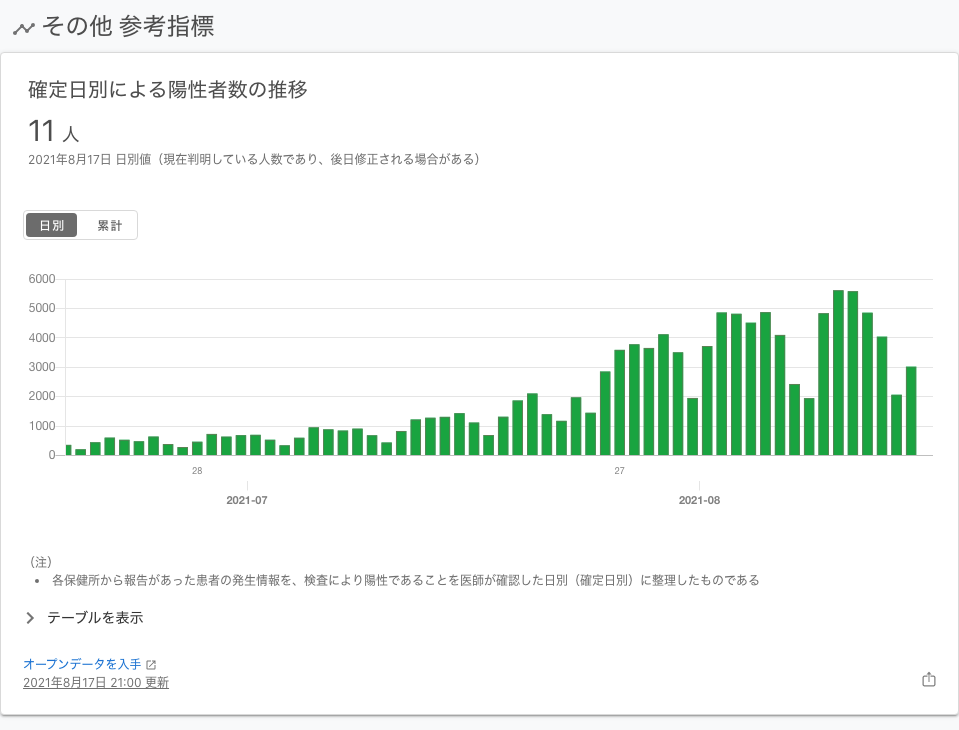 その他 参考指標
確定日別による陽性者数の推移
11 人
2021年8月17日 日別値（現在判明している人数であり、後日修正される場合がある）
日別 累計
6000
5000
4000
3000
2000
1000
0
28 27
2021-07 2021-08
（注）
• 各保健所から報告があった患者の発生情報を、検査により陽性であることを医師が確認した日別（確定日別）に整理したものである
テーブルを表示
オープンデータを入手
2021年8月17日 21:00 更新